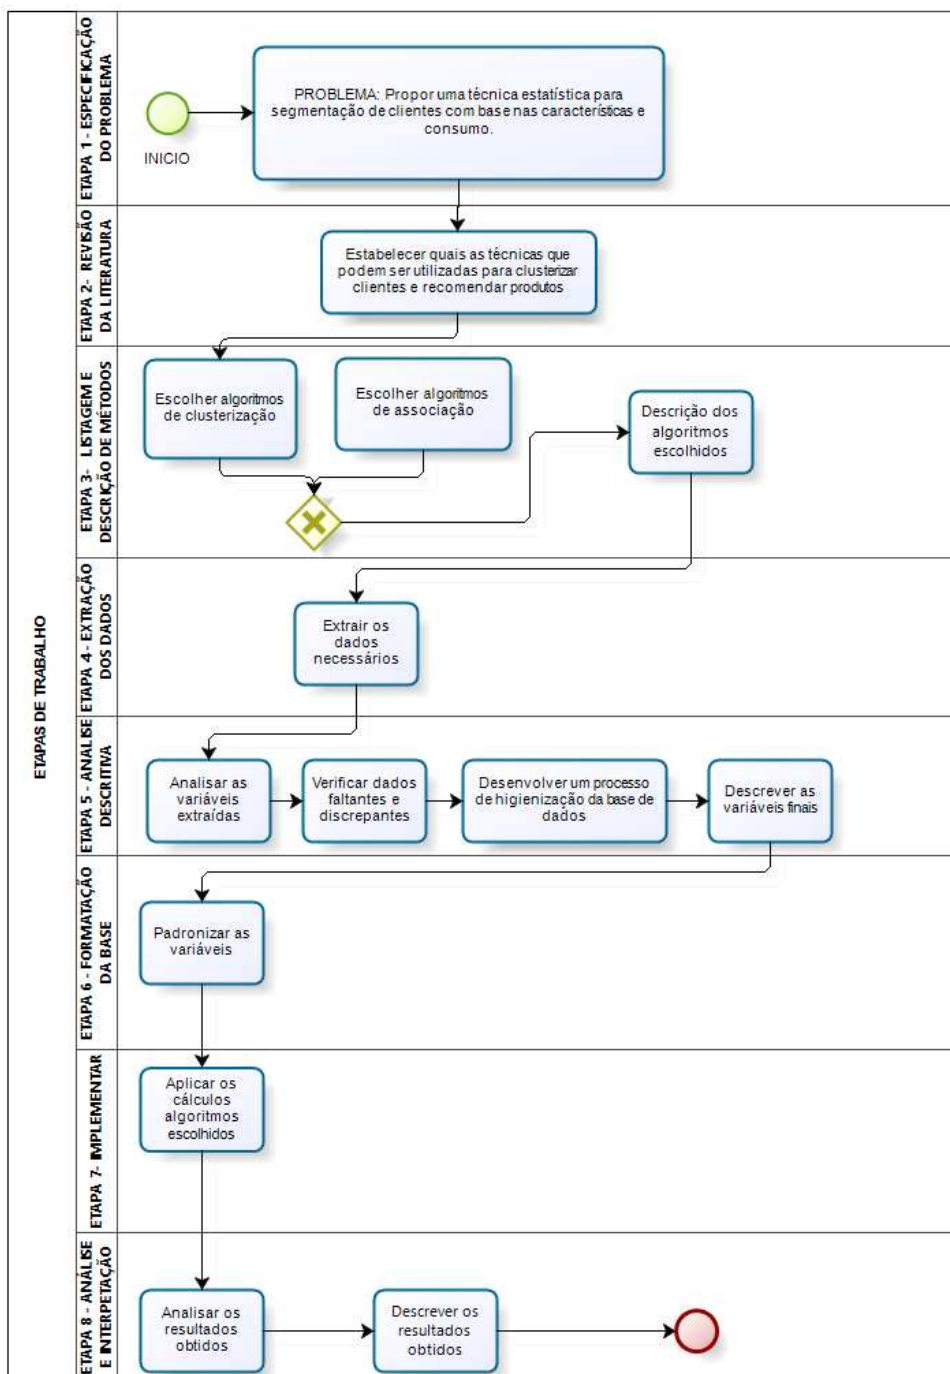 ETAPAS DE TRABALHO
ETAPA 1 - ESPECIFICAÇÃO
DO PROBLEMA
INICIO
PROBLEMA: Propor uma técnica estatística para
segmentação de clientes com base nas características e
consumo.
ETAPA 2- REVISÃO
DA LITERATURA
Estabelecer quais as técnicas que
podem ser utilizadas para clusterizar
clientes e recomendar produtos
ETAPA 3- LISTAGEM E
DESCRIÇÃO DE MÉTODOS
Escolher algoritmos
de clusterização
Escolher algoritmos
de associação
Descrição dos
algoritmos
escolhidos
ETAPA 4- EXTRAÇÃO
DOS DADOS
Extrair os
dados
necessários
ETAPA 5 - ANALISE
DESCRITIVA
Analisar as
variáveis
extraídas
Verificar dados
faltantes e
discrepantes
Desenvolver um processo
de higienização da base de
dados
Descrever as
variáveis finais
ETAPA 6 - FORMATAÇÃO
DA BASE
Padronizar as
variáveis
ETAPA 7- IMPLEMENTAR
Aplicar os
cálculos
algoritmos
escolhidos
ETAPA 8 - ANÁLISE
E INTERPETAÇÃO
Analisar os
resultados
obtidos
Descrever os
resultados
obtidos